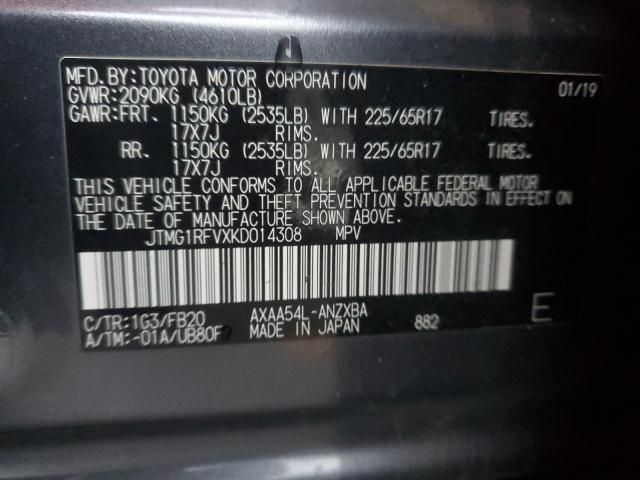 MFD. BY: TOYOTA MOTOR CORPORATION 01/19
GVWR: 2090KG (4610LB)
GAWR: FRT. 1150KG (2535LB) WITH 225/65R17 TIRES.
17X7J RIMS.
RR. 1150KG (2535LB) WITH 225/65R17 TIRES.
17X7J RIMS.
THIS VEHICLE CONFORMS TO ALL APPLICABLE FEDERAL MOTOR
VEHICLE SAFETY AND THEFT PREVENTION STANDARDS IN EFFECT ON
THE DATE OF MANUFACTURE SHOWN ABOVE.
JTMG1RFVXKD014308 MPV
C/TR: 1G3/FB20 AXAA54L-ANZXBA 882 E
A/TM: -01A/UB80F MADE IN JAPAN